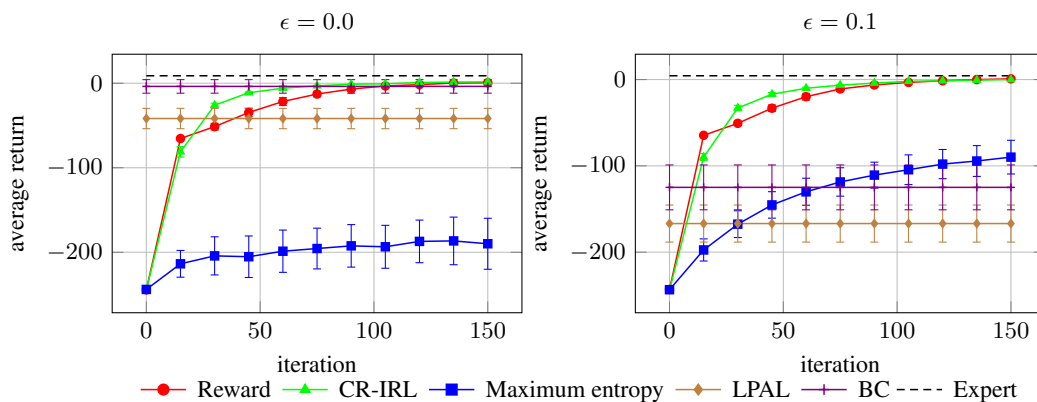 ϵ = 0.0
ϵ = 0.1
average return
0
−100
−200
0
50
100
150
iteration
average return
0
−100
−200
0
50
100
150
iteration
Reward CR-IRL Maximum entropy LPAL BC Expert